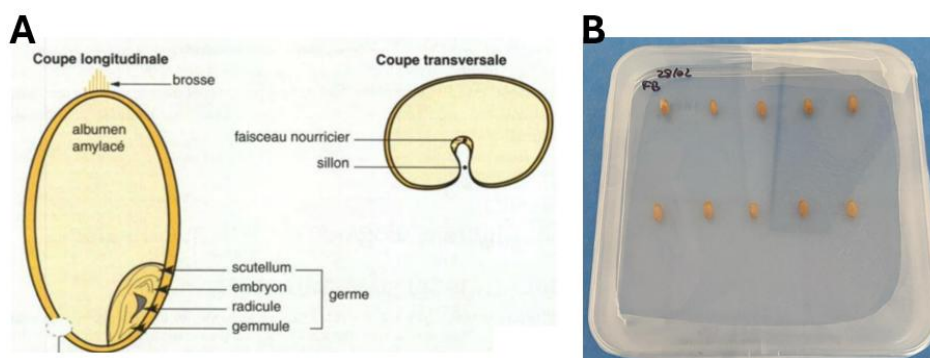 A
Coupe longitudinale
brosse
albumen
amylacé
scutellum
embryon
radicule
gemmule
germe
Coupe transversale
faisceau nourricier
sillon
B
28/02
FB